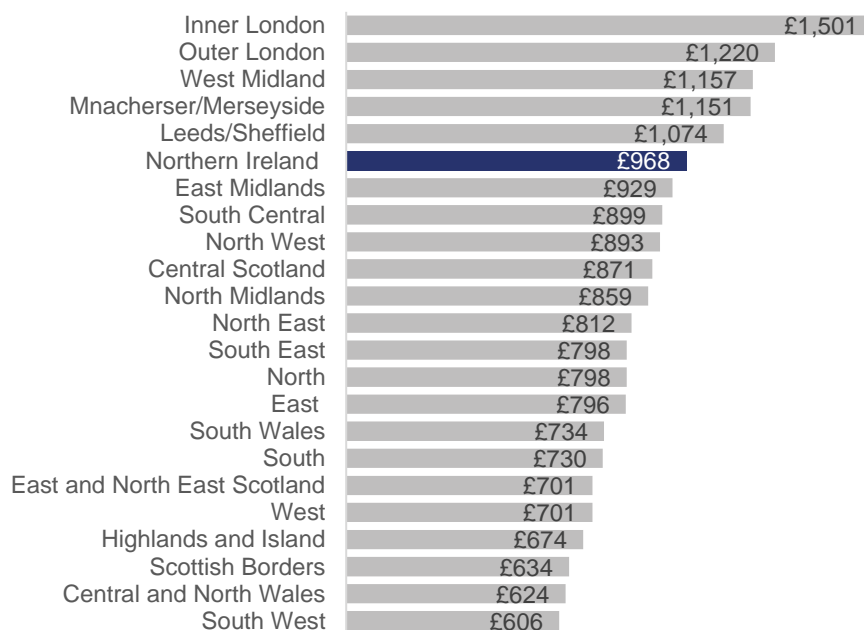 Inner London £1,501
Outer London £1,220
West Midland £1,157
Mnacherser/Merseyside £1,151
Leeds/Sheffield £1,074
Northern Ireland £968
East Midlands £929
South Central £899
North West £893
Central Scotland £871
North Midlands £859
North East £812
South East £798
North £798
East £796
South Wales £734
South £730
East and North East Scotland £701
West £701
Highlands and Island £674
Scottish Borders £634
Central and North Wales £624
South West £606